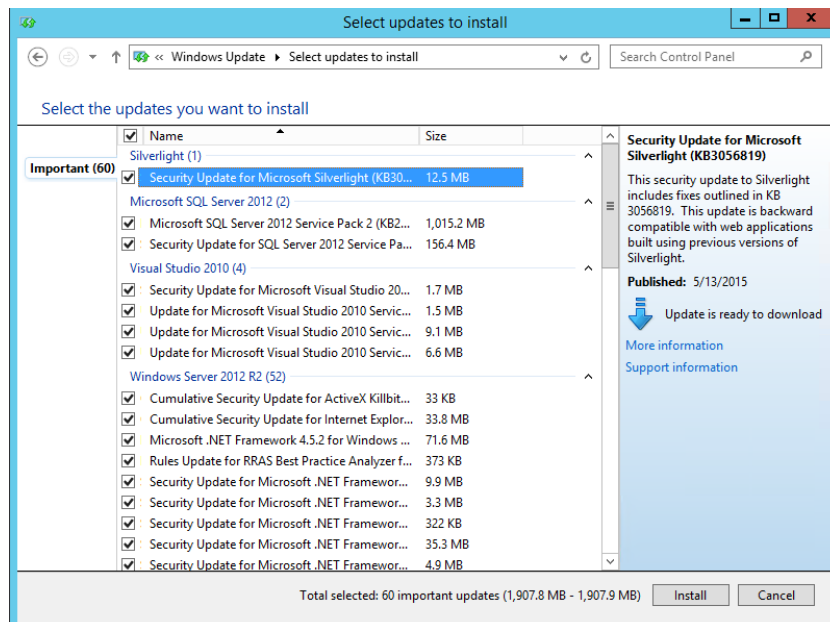 Select updates to install
« Windows Update ▸ Select updates to install
Search Control Panel
Select the updates you want to install
Important (60)
Name Size
Silverlight (1)
Security Update for Microsoft Silverlight (KB30... 12.5 MB
Microsoft SQL Server 2012 (2)
Microsoft SQL Server 2012 Service Pack 2 (KB2... 1,015.2 MB
Security Update for SQL Server 2012 Service Pa... 156.4 MB
Visual Studio 2010 (4)
Security Update for Microsoft Visual Studio 20... 1.7 MB
Update for Microsoft Visual Studio 2010 Servic... 1.5 MB
Update for Microsoft Visual Studio 2010 Servic... 9.1 MB
Update for Microsoft Visual Studio 2010 Servic... 6.6 MB
Windows Server 2012 R2 (52)
Cumulative Security Update for ActiveX Killbit... 33 KB
Cumulative Security Update for Internet Explor... 33.8 MB
Microsoft .NET Framework 4.5.2 for Windows ... 71.6 MB
Rules Update for RRAS Best Practice Analyzer f... 373 KB
Security Update for Microsoft .NET Framewor... 9.9 MB
Security Update for Microsoft .NET Framewor... 3.3 MB
Security Update for Microsoft .NET Framewor... 322 KB
Security Update for Microsoft .NET Framewor... 35.3 MB
Security Update for Microsoft .NET Framewor... 4.9 MB
Security Update for Microsoft
Silverlight (KB3056819)
This security update to Silverlight
includes fixes outlined in KB
3056819. This update is backward
compatible with web applications
built using previous versions of
Silverlight.
Published: 5/13/2015
Update is ready to download
More information
Support information
Total selected: 60 important updates (1,907.8 MB - 1,907.9 MB)
Install
Cancel